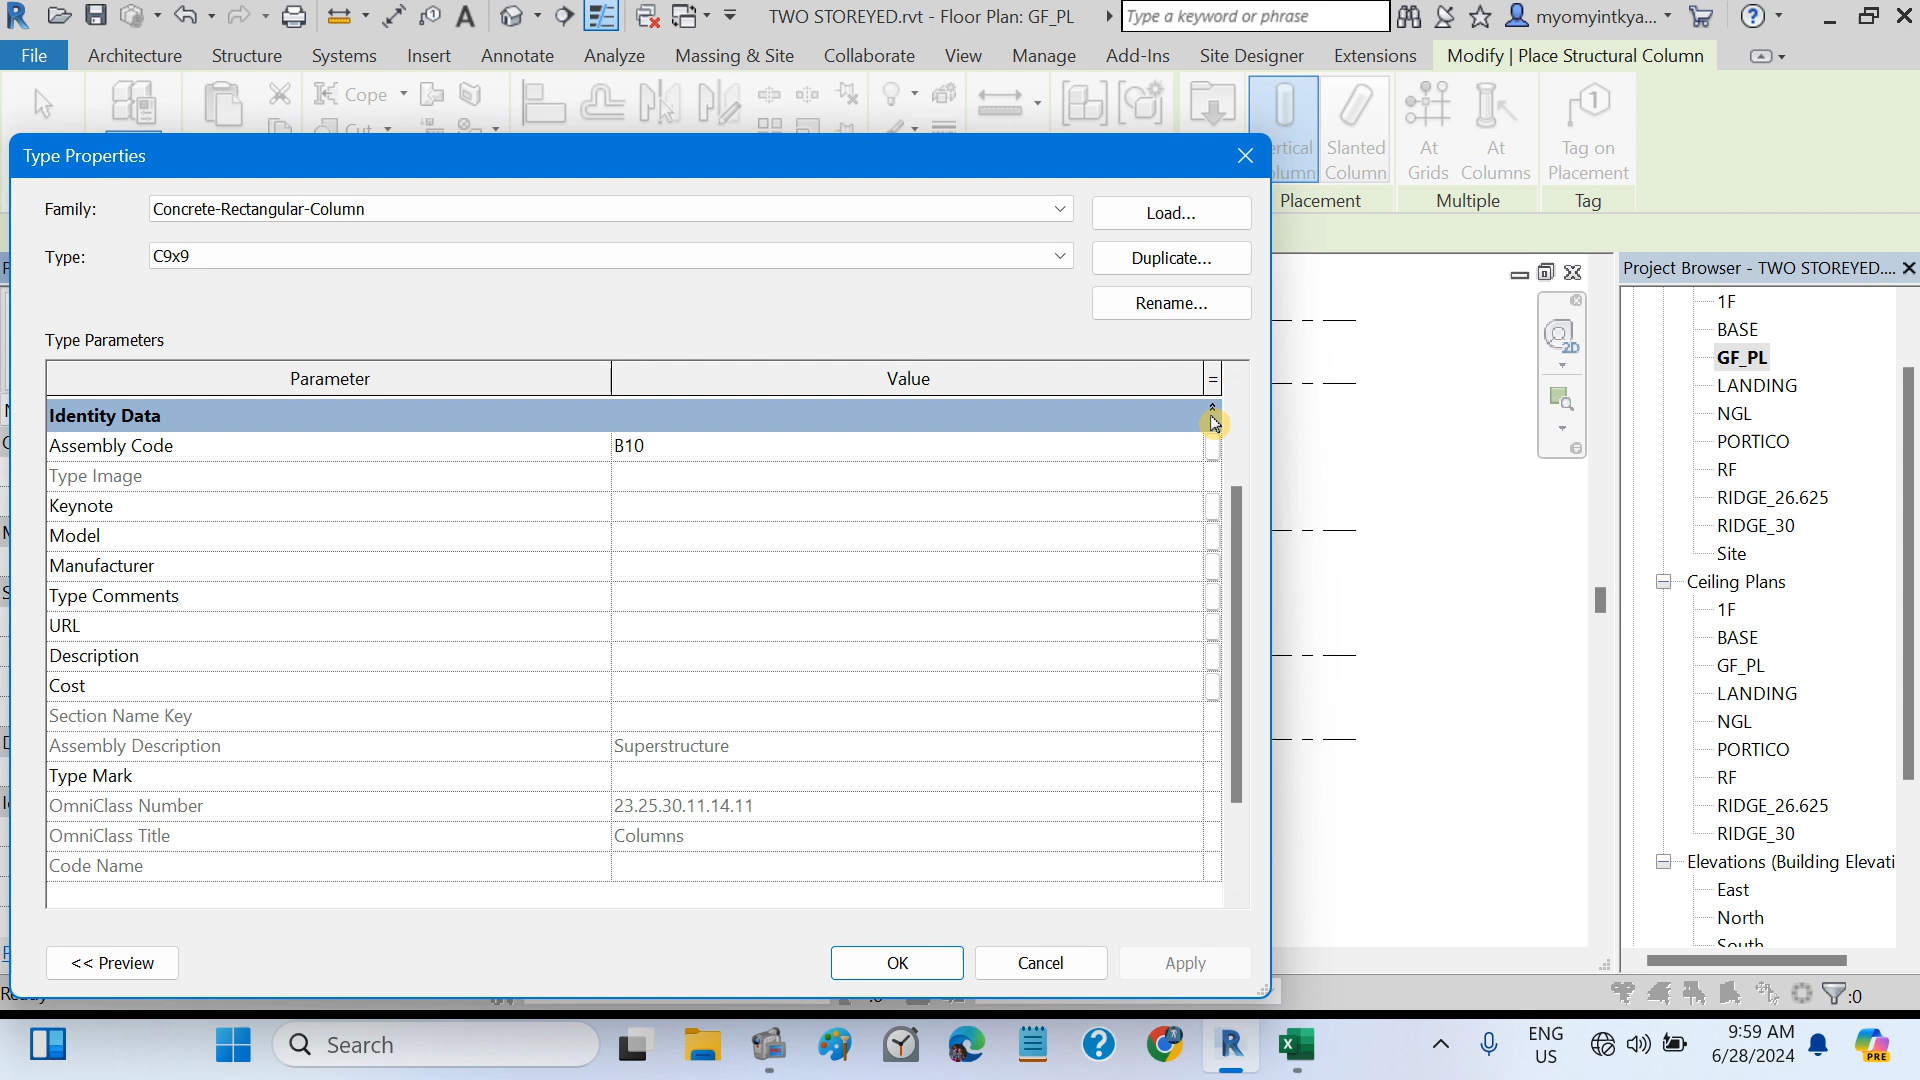 TWO STOREYED.rvt - Floor Plan: GF_PL
Type a keyword or phrase
myomyintkya...
File
Architecture
Structure
Systems
Insert
Annotate
Analyze
Massing & Site
Collaborate
View
Manage
Add-Ins
Site Designer
Extensions
Modify | Place Structural Column
Cope
Cut
Slanted Column
At Grids
At Columns
Tag on Placement
Placement
Multiple
Tag
Type Properties
Family:
Concrete-Rectangular-Column
Load...
Type:
C9x9
Duplicate...
Rename...
Type Parameters
Parameter
Value
=
Identity Data
Assembly Code
B10
Type Image
Keynote
Model
Manufacturer
Type Comments
URL
Description
Cost
Section Name Key
Assembly Description
Superstructure
Type Mark
OmniClass Number
23.25.30.11.14.11
OmniClass Title
Columns
Code Name
<< Preview
OK
Cancel
Apply
2D
Project Browser - TWO STOREYED....
1F
BASE
GF_PL
LANDING
NGL
PORTICO
RF
RIDGE_26.625
RIDGE_30
Site
Ceiling Plans
1F
BASE
GF_PL
LANDING
NGL
PORTICO
RF
RIDGE_26.625
RIDGE_30
Elevations (Building Elevati
East
North
South
:0
Search
ENG
US
9:59 AM
6/28/2024
PRE